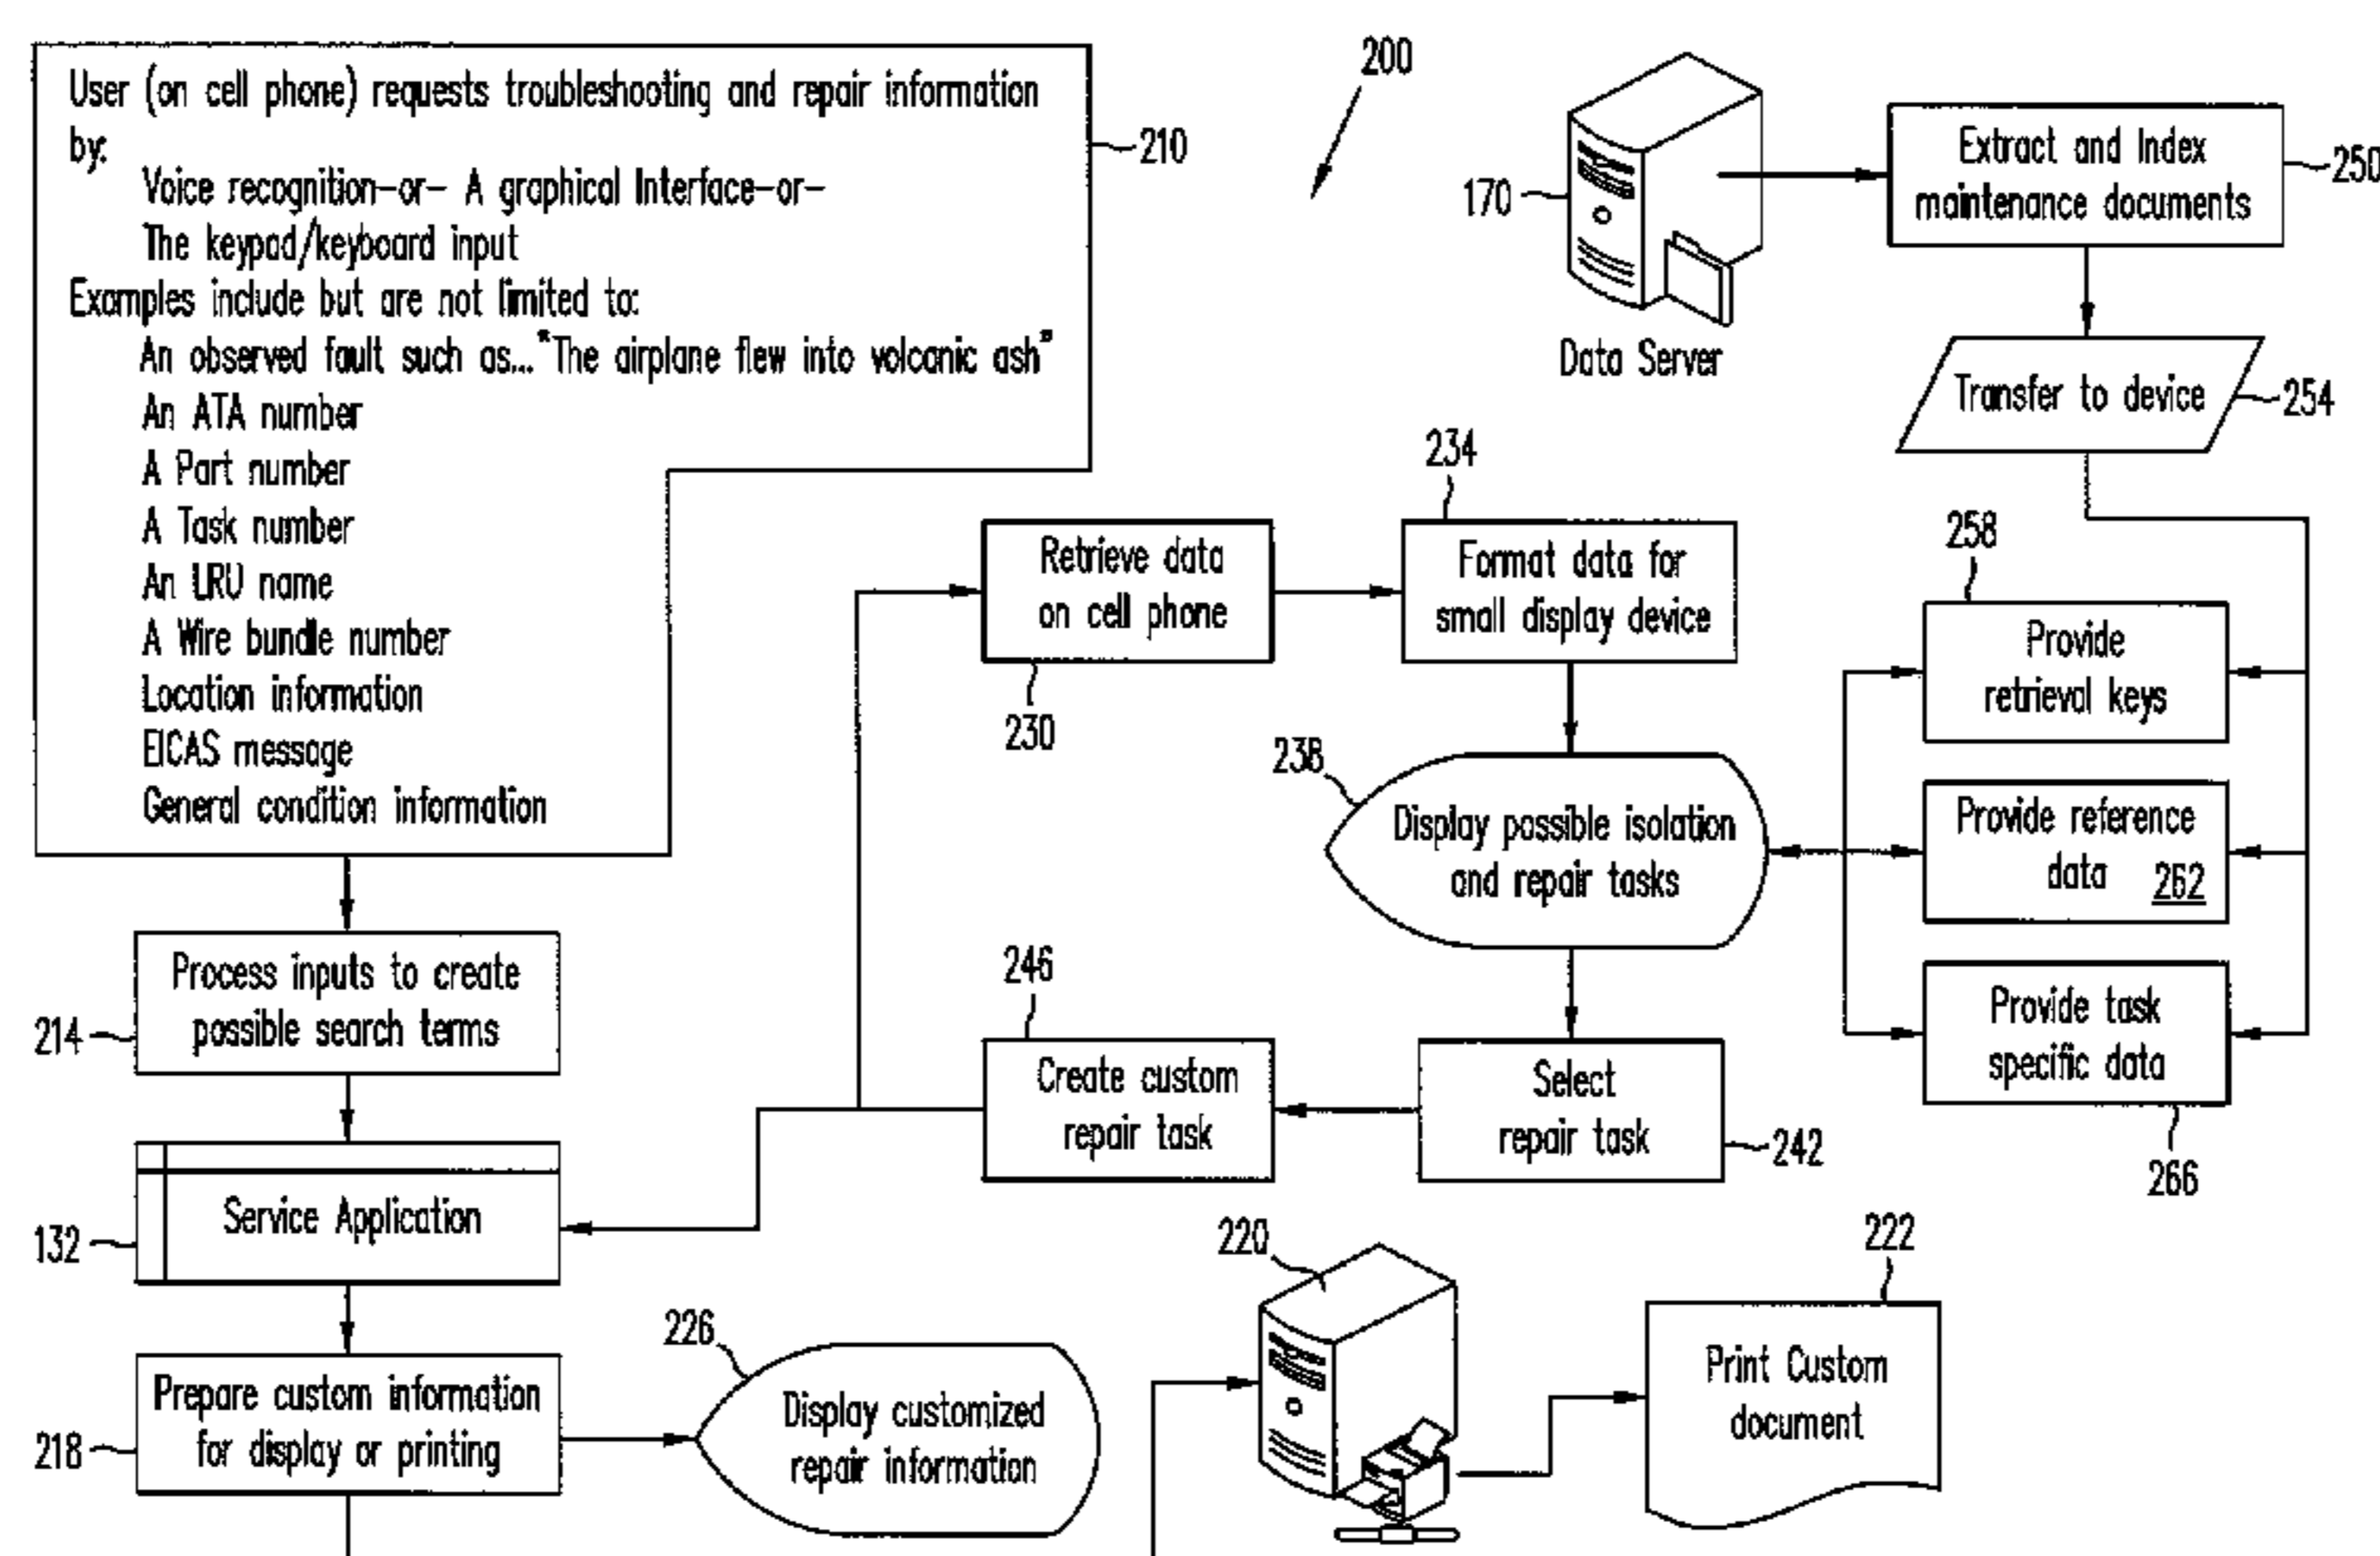 User (on cell phone) requests troubleshooting and repair information
by:
Voice recognition-or- A graphical Interface-or-
The keypad/keyboard input
Examples include but are not limited to:
An observed fault such as..."The airplane flew into volcanic ash"
An ATA number
A Part number
A Task number
An LRU name
A Wire bundle number
Location information
EICAS message
General condition information
210
200
170
Data Server
Extract and Index
maintenance documents
250
Transfer to device
254
234
258
Retrieve data
on cell phone
230
Format data for
small display device
Provide
retrieval keys
238
Display possible isolation
and repair tasks
Provide reference
data 262
Process inputs to create
possible search terms
214
246
Create custom
repair task
Select
repair task
242
Provide task
specific data
266
Service Application
132
220
222
226
Prepare custom information
for display or printing
218
Display customized
repair information
Print Custom
document